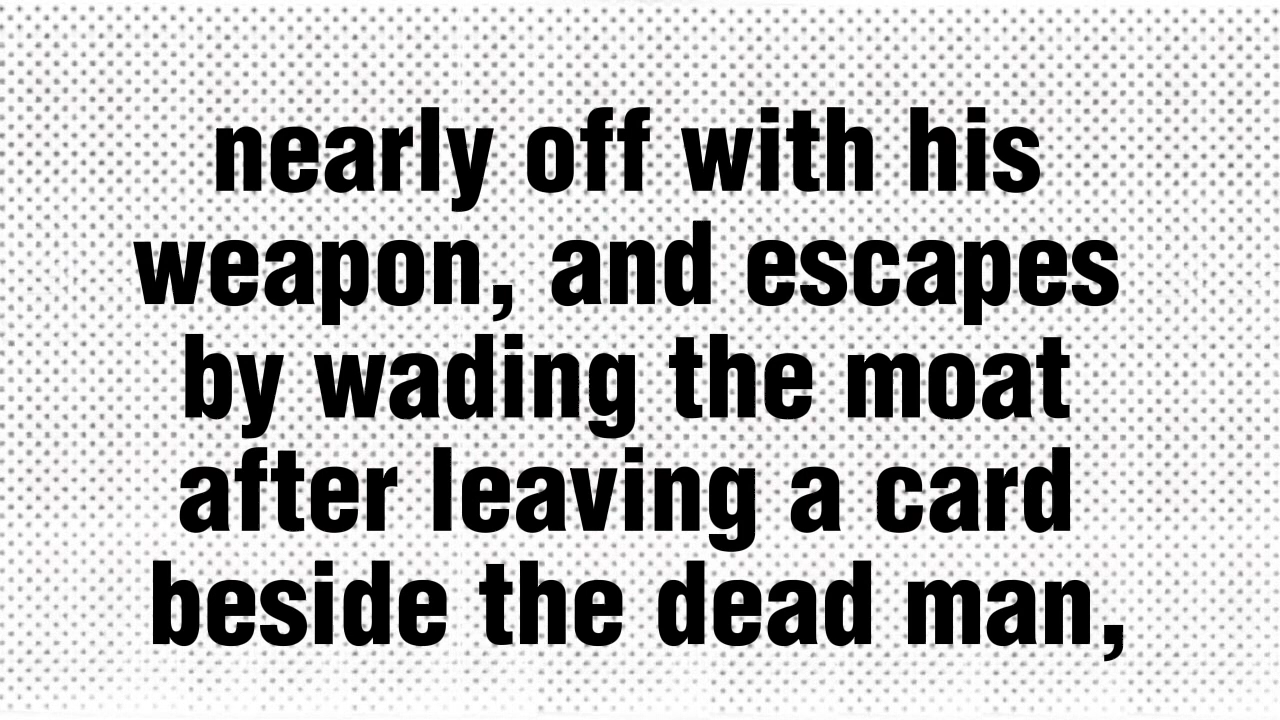 nearly off with his
weapon, and escapes
by wading the moat
after leaving a card
beside the dead man,